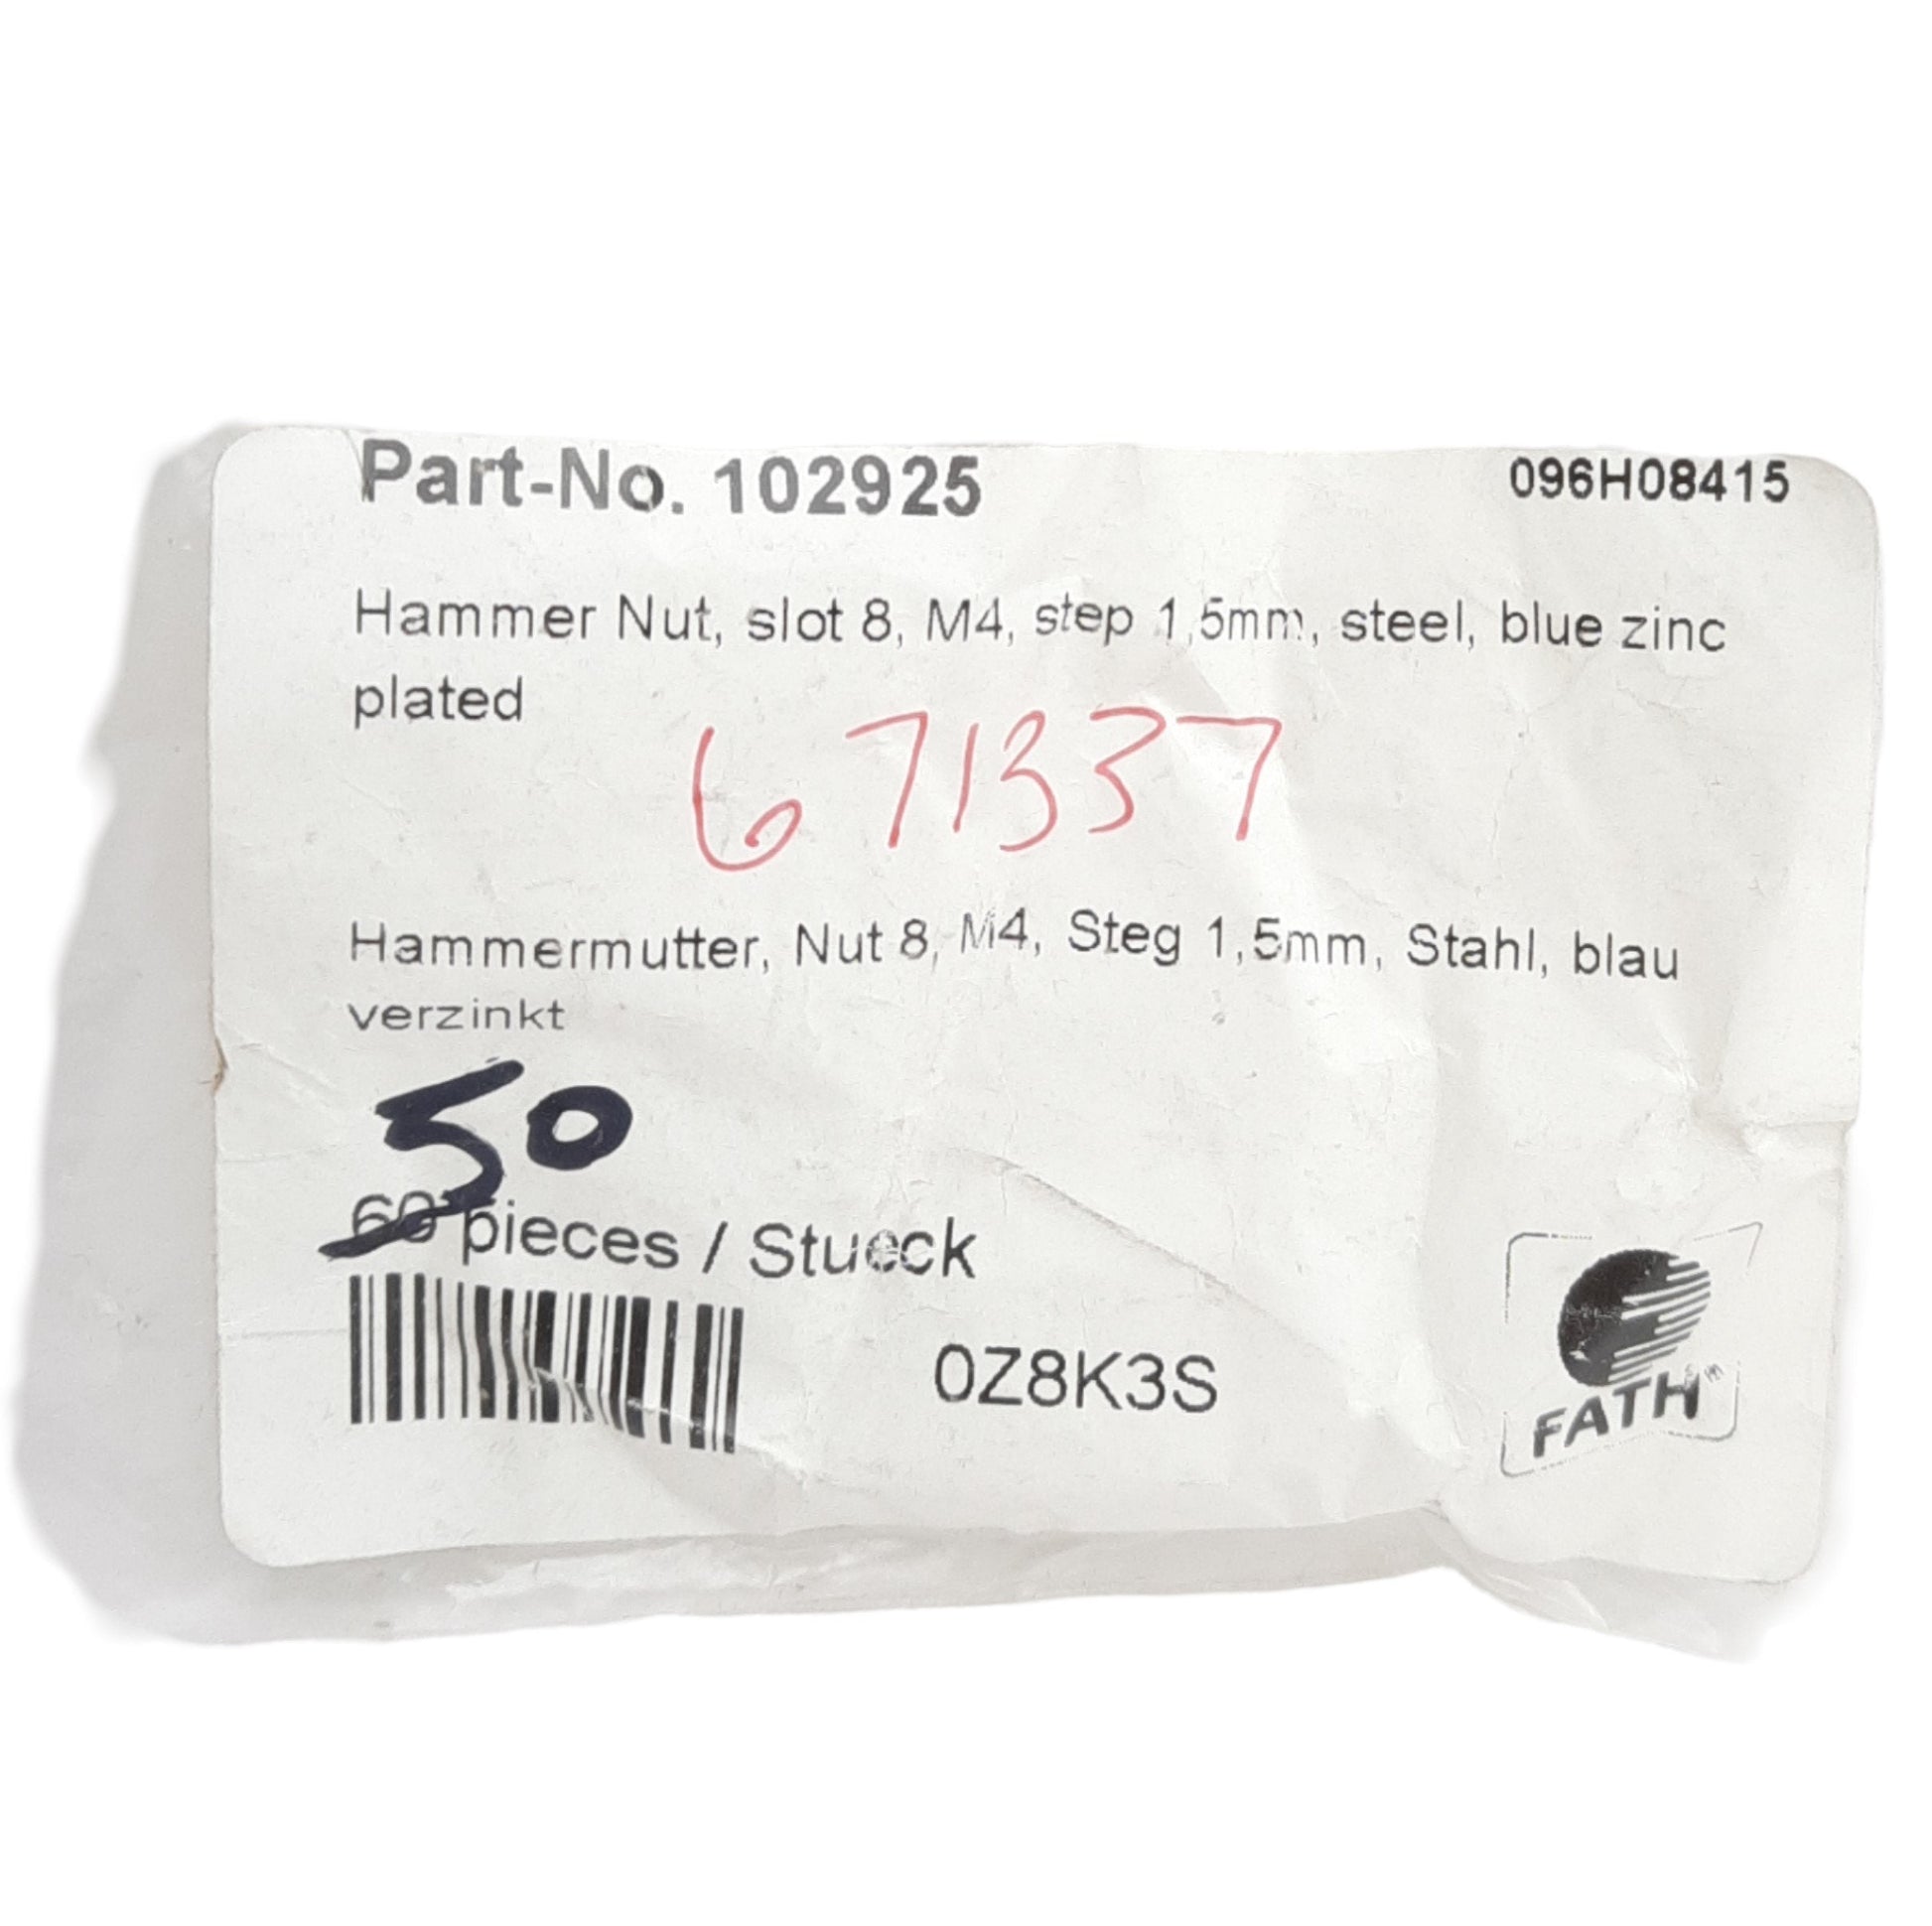 Part-No. 102925 096H08415
Hammer Nut, slot 8, M4, step 1,5mm, steel, blue zinc
plated
671337
Hammermutter, Nut 8, M4, Steg 1,5mm, Stahl, blau
verzinkt
50
60 pieces / Stueck
0Z8K3S
FATH